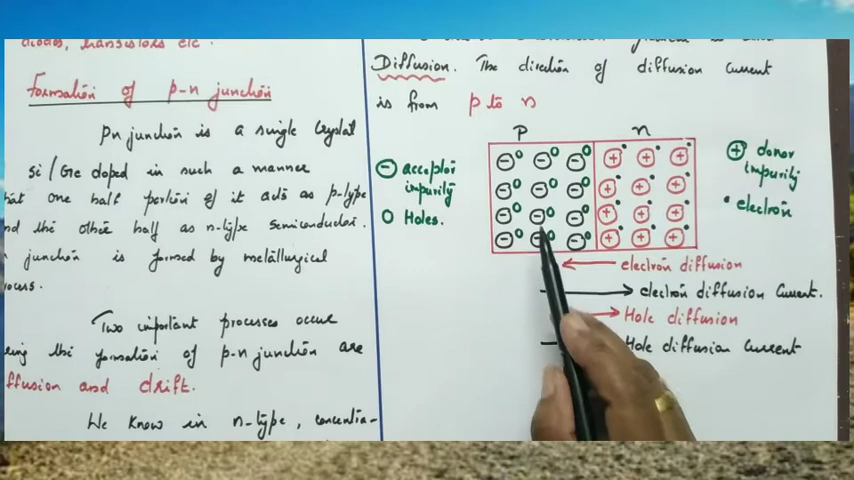 diodes, transistors etc.
Formation of p-n junction
pn junction is a single crystal
si/Ge doped in such a manner
that one half portion of it acts as p-type
and the other half as n-type semiconductor.
junction is formed by metallurgical
process.
Two important processes occur
during the formation of p-n junction are
diffusion and drift.
We know in n-type, concentra-
Diffusion. The direction of diffusion current
is from p to n
p n
- acceptor
impurity
o Holes.
+ donor
impurity
• electron
electron diffusion
electron diffusion current.
Hole diffusion
Hole diffusion current